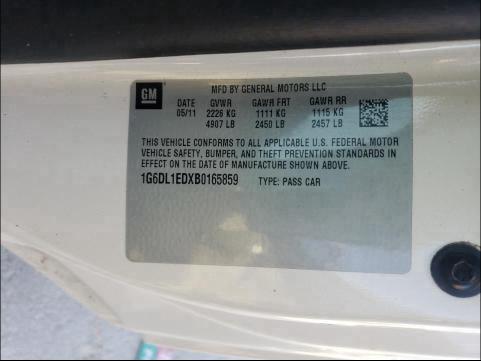 GM MFD BY GENERAL MOTORS LLC
DATE GVWR GAWR FRT GAWR RR
05/11 2226 KG 1111 KG 1115 KG
4907 LB 2450 LB 2457 LB
THIS VEHICLE CONFORMS TO ALL APPLICABLE U.S. FEDERAL MOTOR
VEHICLE SAFETY, BUMPER, AND THEFT PREVENTION STANDARDS IN
EFFECT ON THE DATE OF MANUFACTURE SHOWN ABOVE.
1G6DL1EDXB0165859 TYPE: PASS CAR